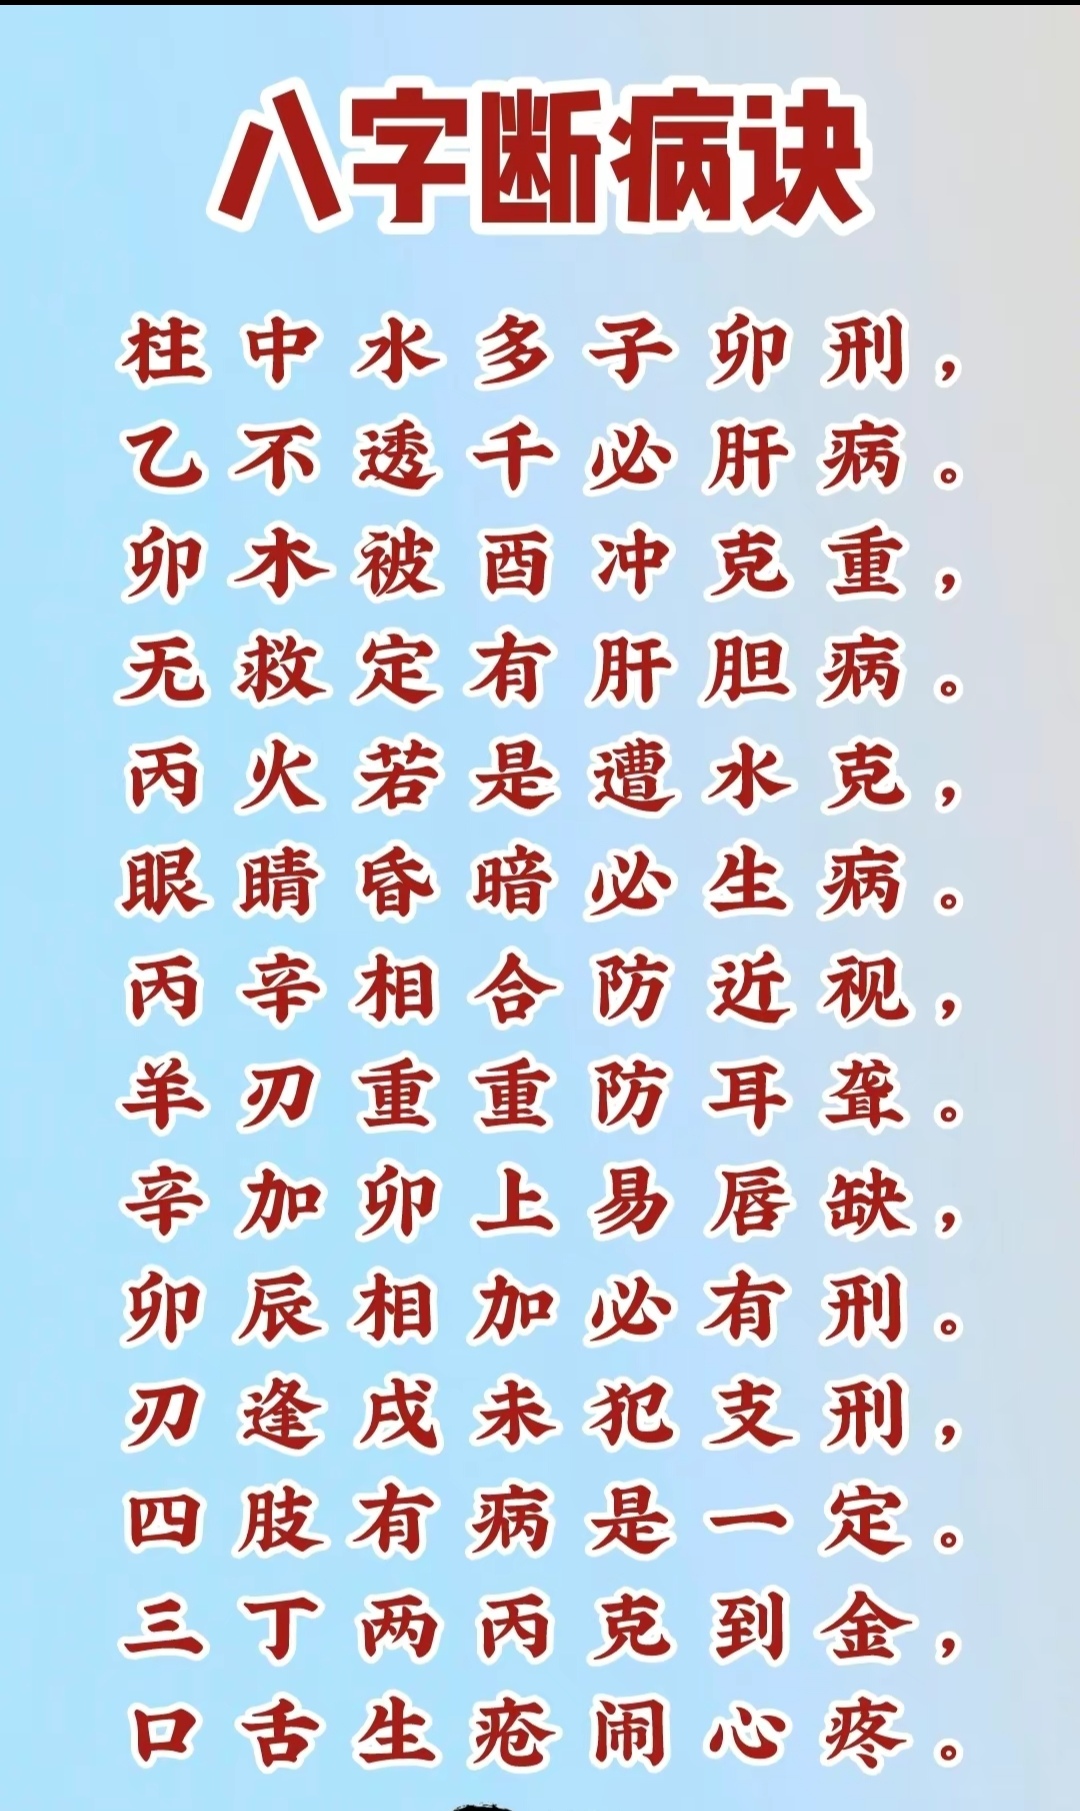 八字断病诀
柱中水多子卯刑，
乙不透千必肝病。
卯木被酉冲克重，
无救定有肝胆病。
丙火若是遭水克，
眼睛昏暗必生病。
丙辛相合防近视，
羊刃重重防耳聋。
辛加卯上易唇缺，
卯辰相加必有刑。
刃逢戌未犯支刑，
四肢有病是一定。
三丁两丙克到金，
口舌生疮闹心疼。